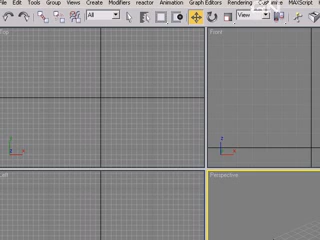 File Edit Tools Group Views Create Modifiers reactor Animation Graph Editors Rendering Customize MAXScript
All
View
Top
Front
Left
Perspective